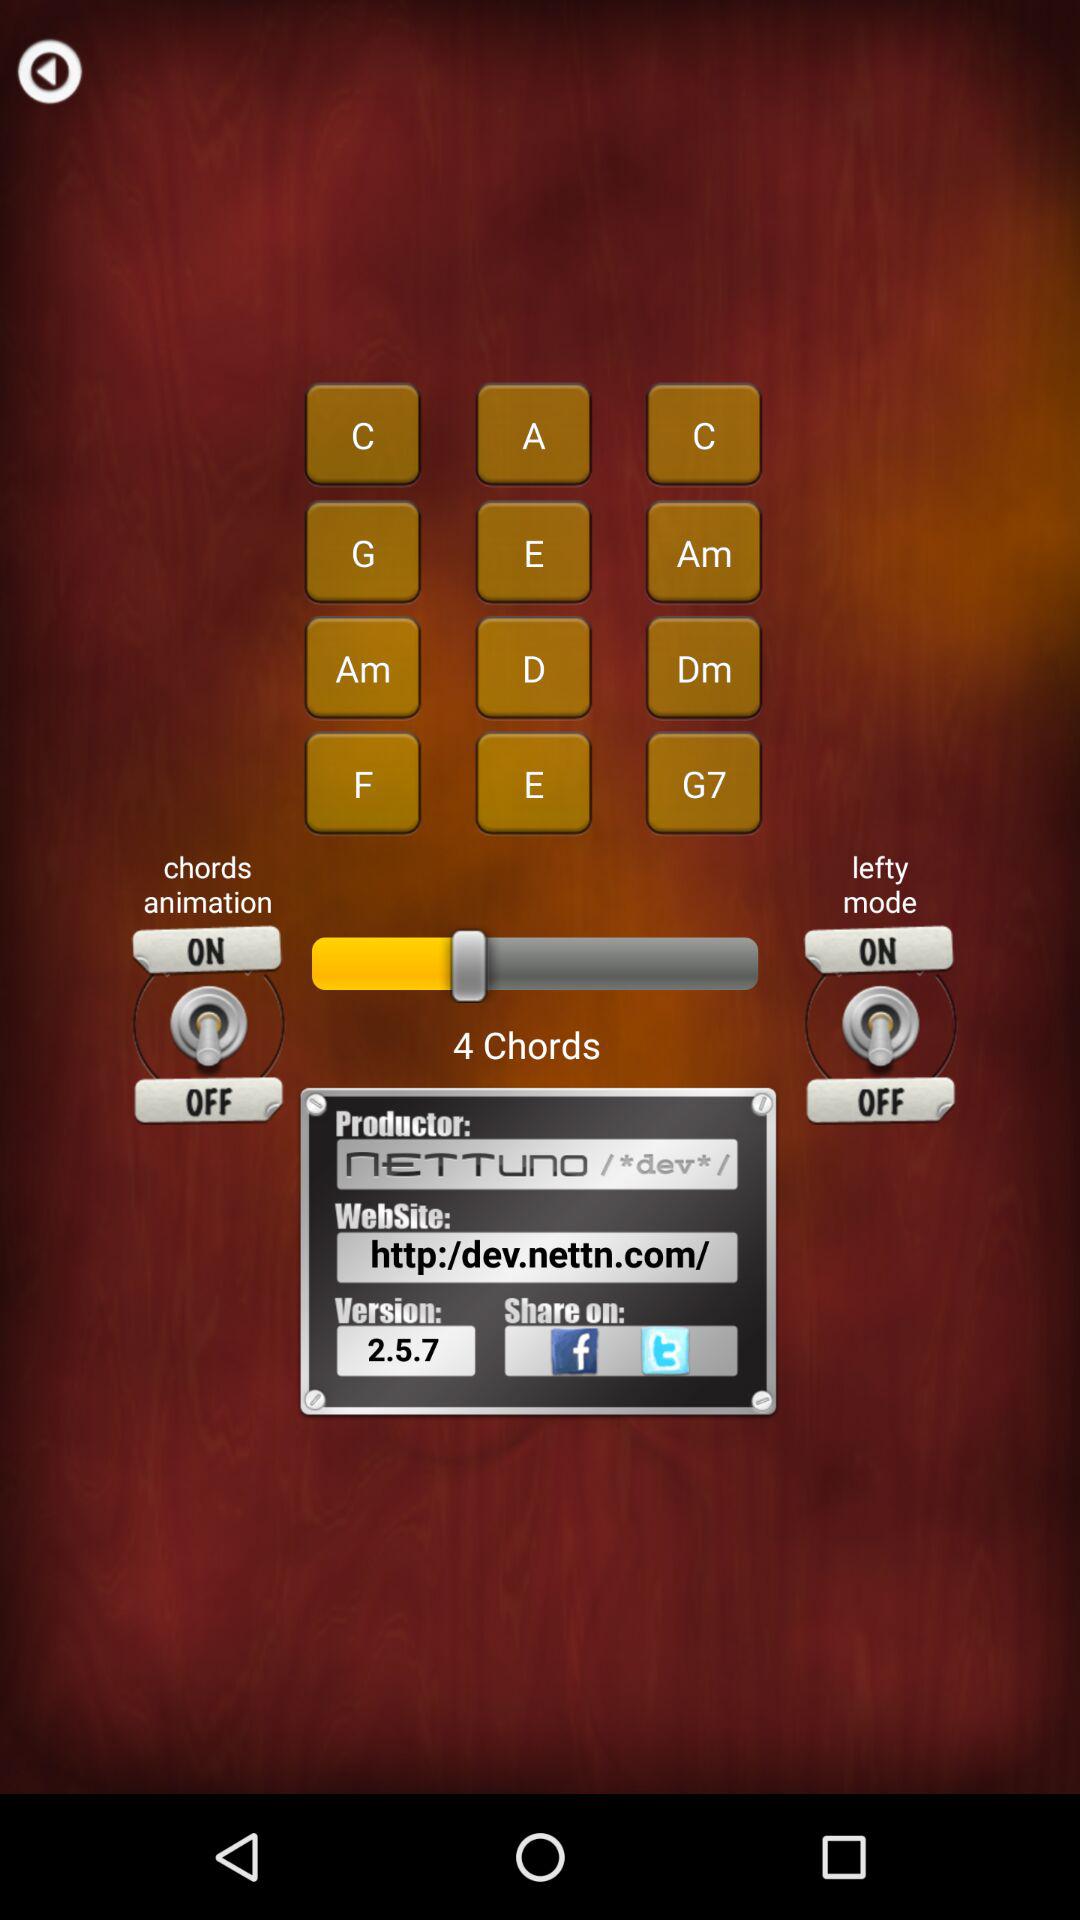 C A C
G E Am
Am D Dm
F E G7
chords
animation
lefty
mode
ON
ON
4 Chords
OFF
OFF
Productor:
NETTUNO /*dev*/
WebSite:
http:/dev.nettn.com/
Version: Share on:
2.5.7 f t